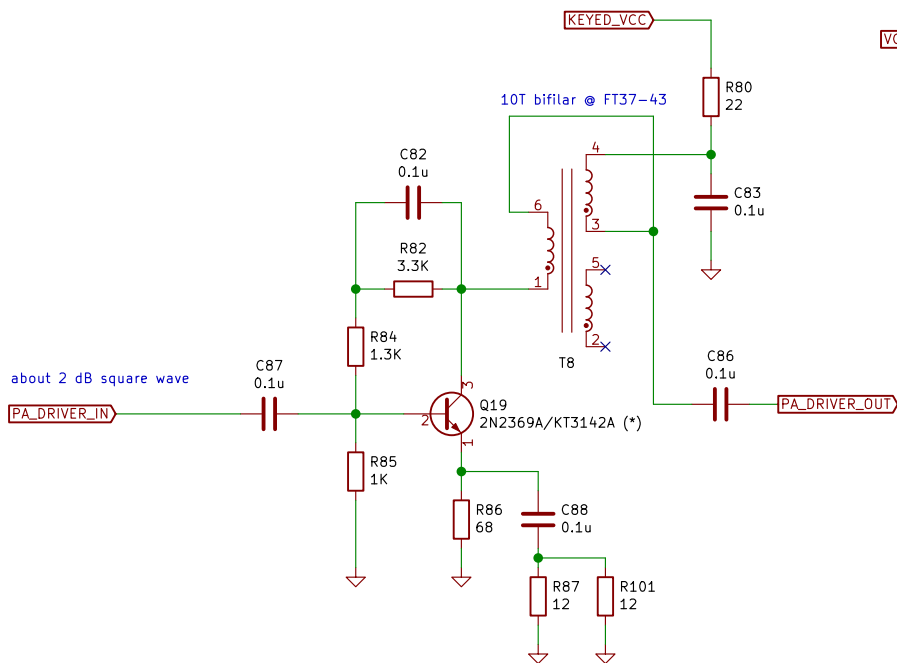 KEYED_VCC
R80
22
10T bifilar @ FT37-43
C82
0.1u
4
C83
0.1u
6
3
R82
3.3K
5
1
2
T8
R84
1.3K
C87
0.1u
about 2 dB square wave
C86
0.1u
PA_DRIVER_IN
PA_DRIVER_OUT
3
2
Q19
2N2369A/KT3142A (*)
1
R85
1K
R86
68
C88
0.1u
R87
12
R101
12